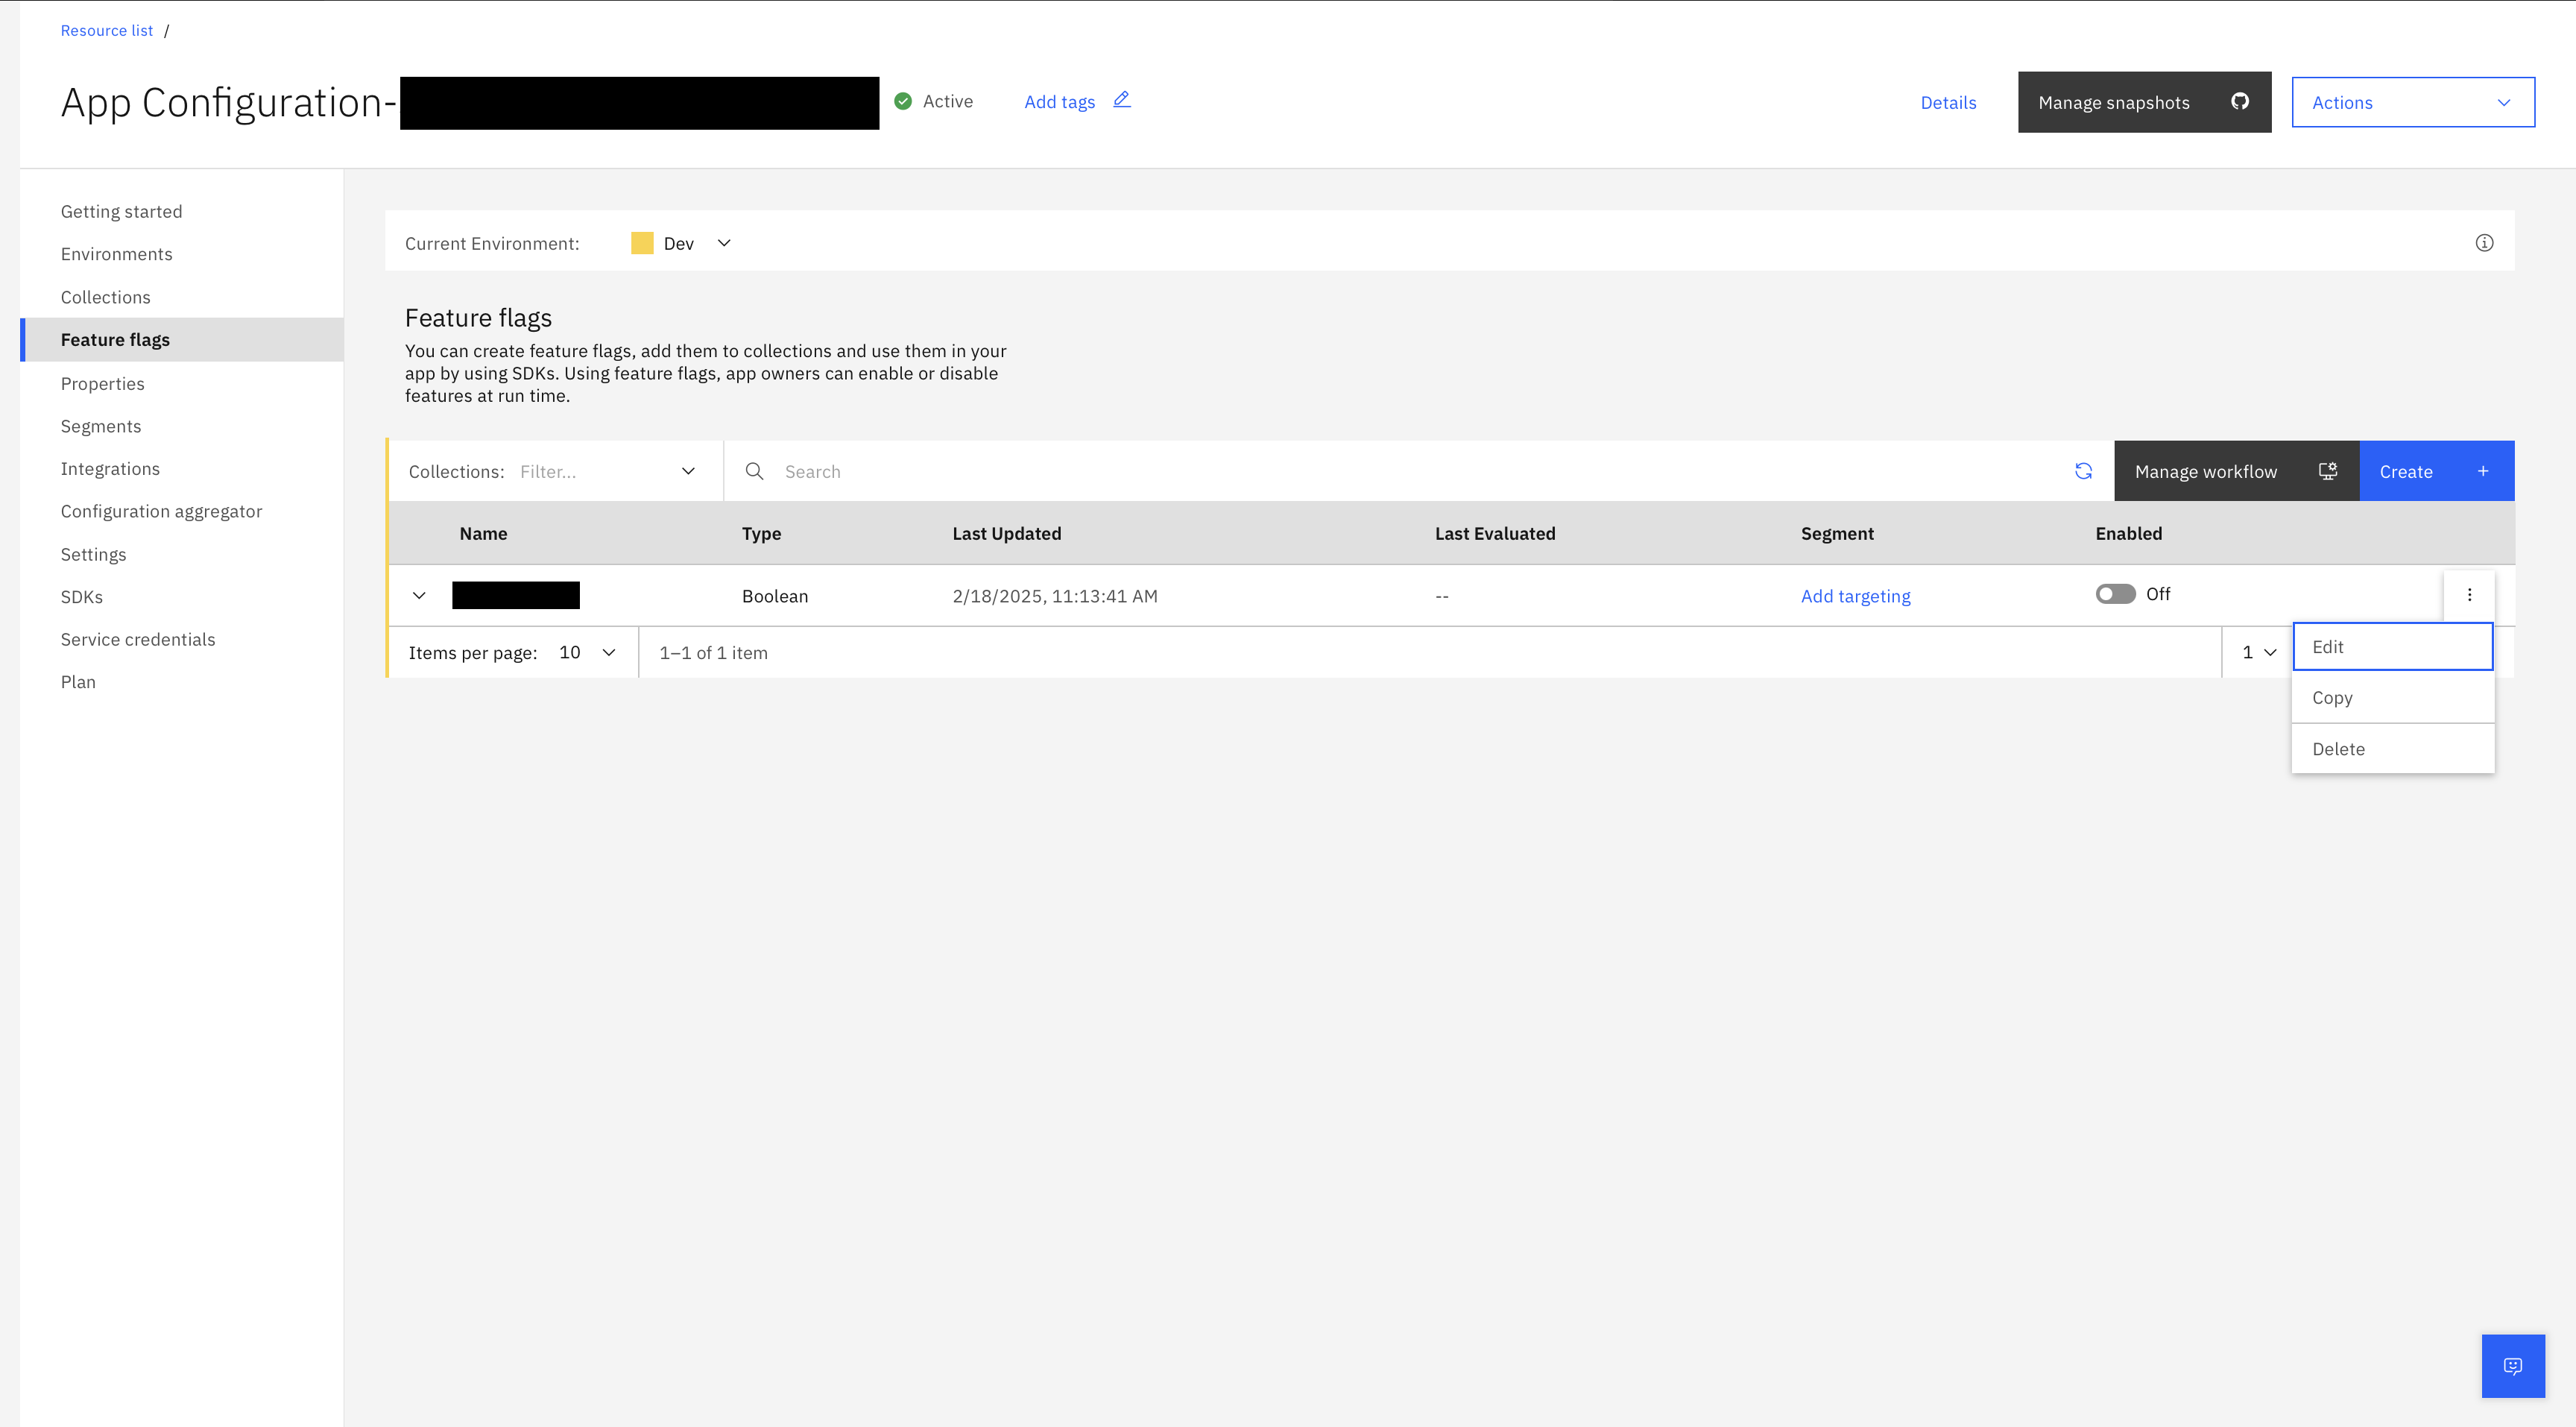 Resource list /
App Configuration-
Active
Add tags
Details
Manage snapshots
Actions
Getting started
Environments
Collections
Feature flags
Properties
Segments
Integrations
Configuration aggregator
Settings
SDKs
Service credentials
Plan
Current Environment: Dev
Feature flags
You can create feature flags, add them to collections and use them in your
app by using SDKs. Using feature flags, app owners can enable or disable
features at run time.
Collections: Filter...
Search
Manage workflow
Create +
Name Type Last Updated Last Evaluated Segment Enabled
Boolean 2/18/2025, 11:13:41 AM -- Add targeting Off
Items per page: 10 1–1 of 1 item 1
Edit
Copy
Delete